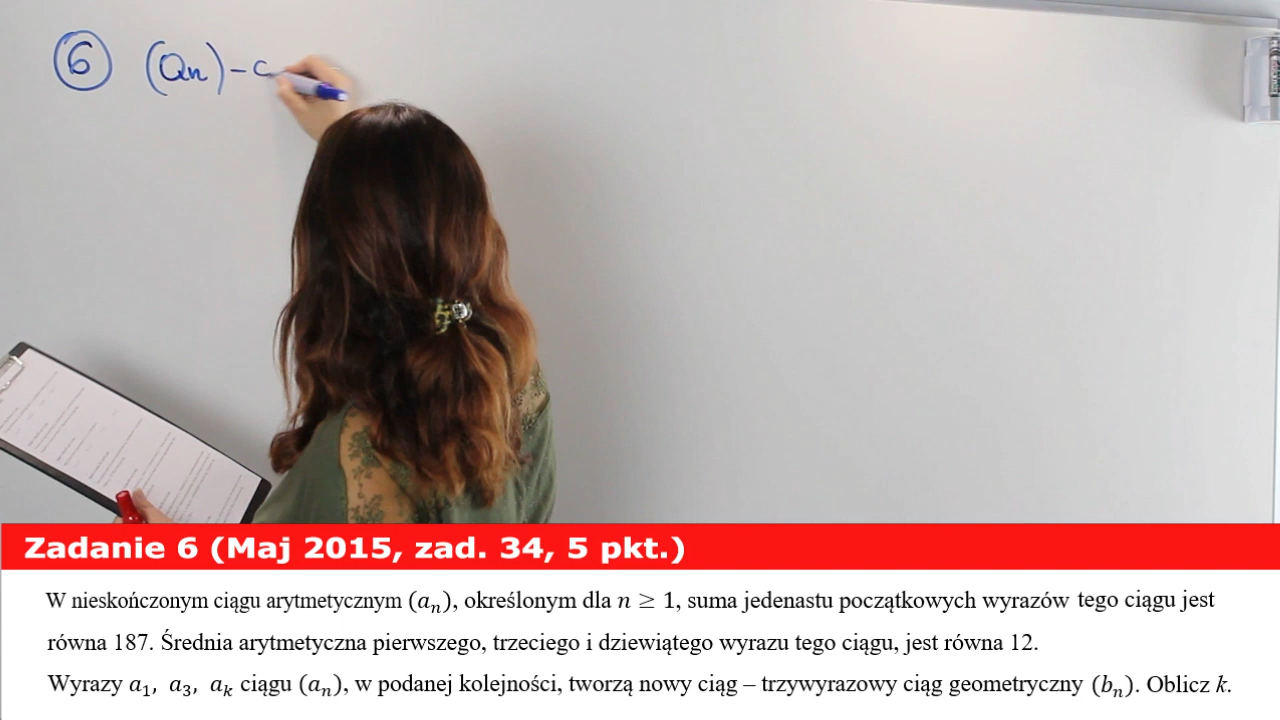 ⑥ (an) – c
Zadanie 6 (Maj 2015, zad. 34, 5 pkt.)
W nieskończonym ciągu arytmetycznym (aₙ), określonym dla n ≥ 1, suma jedenastu początkowych wyrazów tego ciągu jest
równa 187. Średnia arytmetyczna pierwszego, trzeciego i dziewiątego wyrazu tego ciągu, jest równa 12.
Wyrazy a₁, a₃, aₖ ciągu (aₙ), w podanej kolejności, tworzą nowy ciąg – trzywyrazowy ciąg geometryczny (bₙ). Oblicz k.